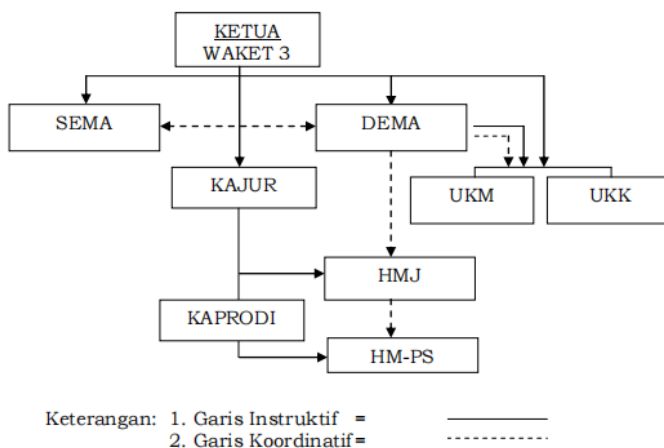 KETUA
WAKET 3
SEMA
DEMA
KAJUR
UKM
UKK
HMJ
KAPRODI
HM-PS
Keterangan: 1. Garis Instruktif =
2. Garis Koordinatif=